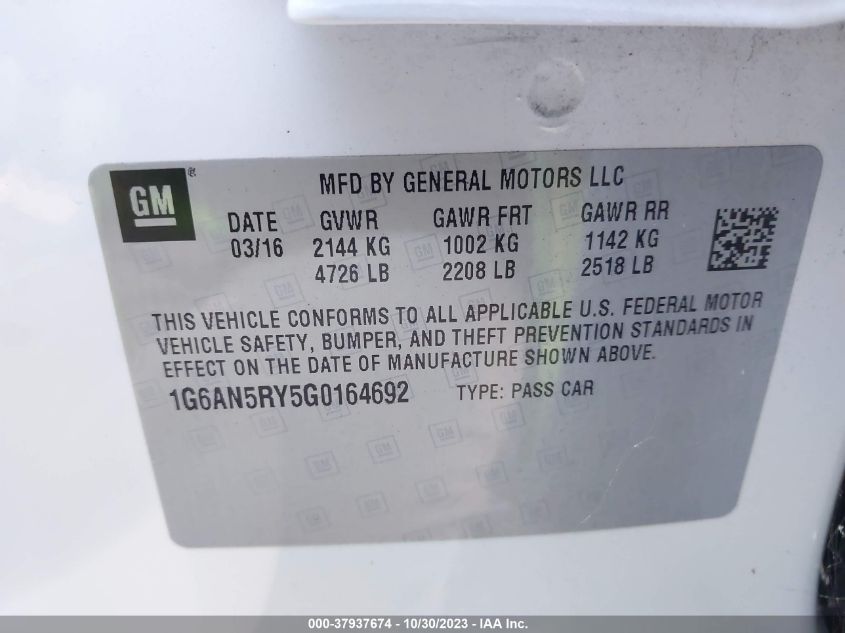 GM®
MFD BY GENERAL MOTORS LLC
DATE GVWR GAWR FRT GAWR RR
03/16 2144 KG 1002 KG 1142 KG
4726 LB 2208 LB 2518 LB
THIS VEHICLE CONFORMS TO ALL APPLICABLE U.S. FEDERAL MOTOR
VEHICLE SAFETY, BUMPER, AND THEFT PREVENTION STANDARDS IN
EFFECT ON THE DATE OF MANUFACTURE SHOWN ABOVE.
1G6AN5RY5G0164692 TYPE: PASS CAR
000-37937674 - 10/30/2023 - IAA Inc.